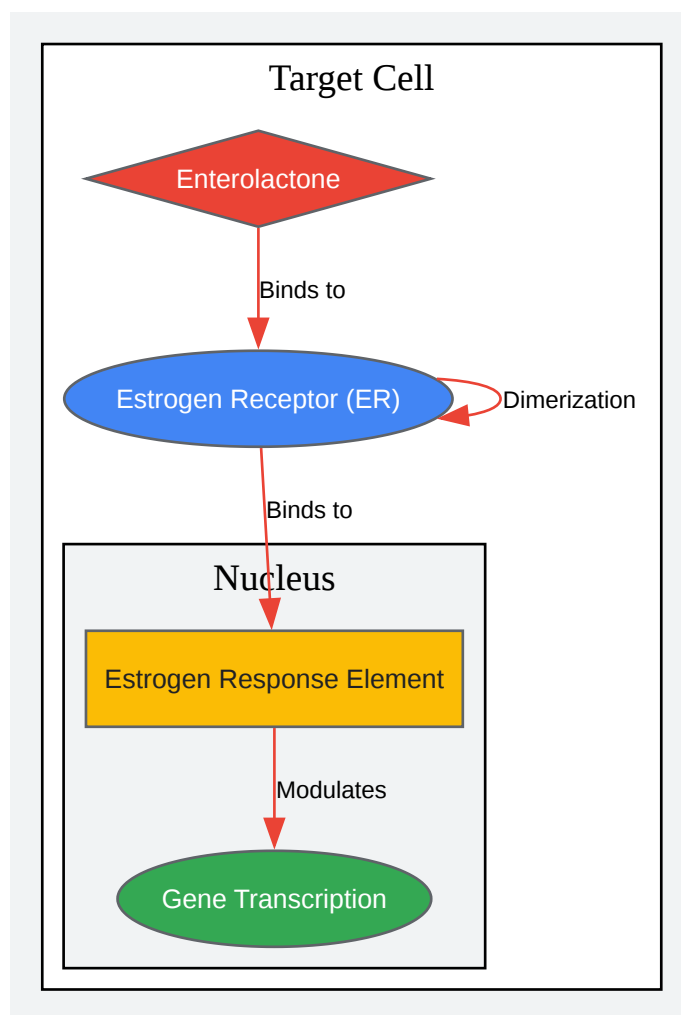 Target Cell
Enterolactone
Binds to
Estrogen Receptor (ER)
Dimerization
Binds to
Nucleus
Estrogen Response Element
Modulates
Gene Transcription